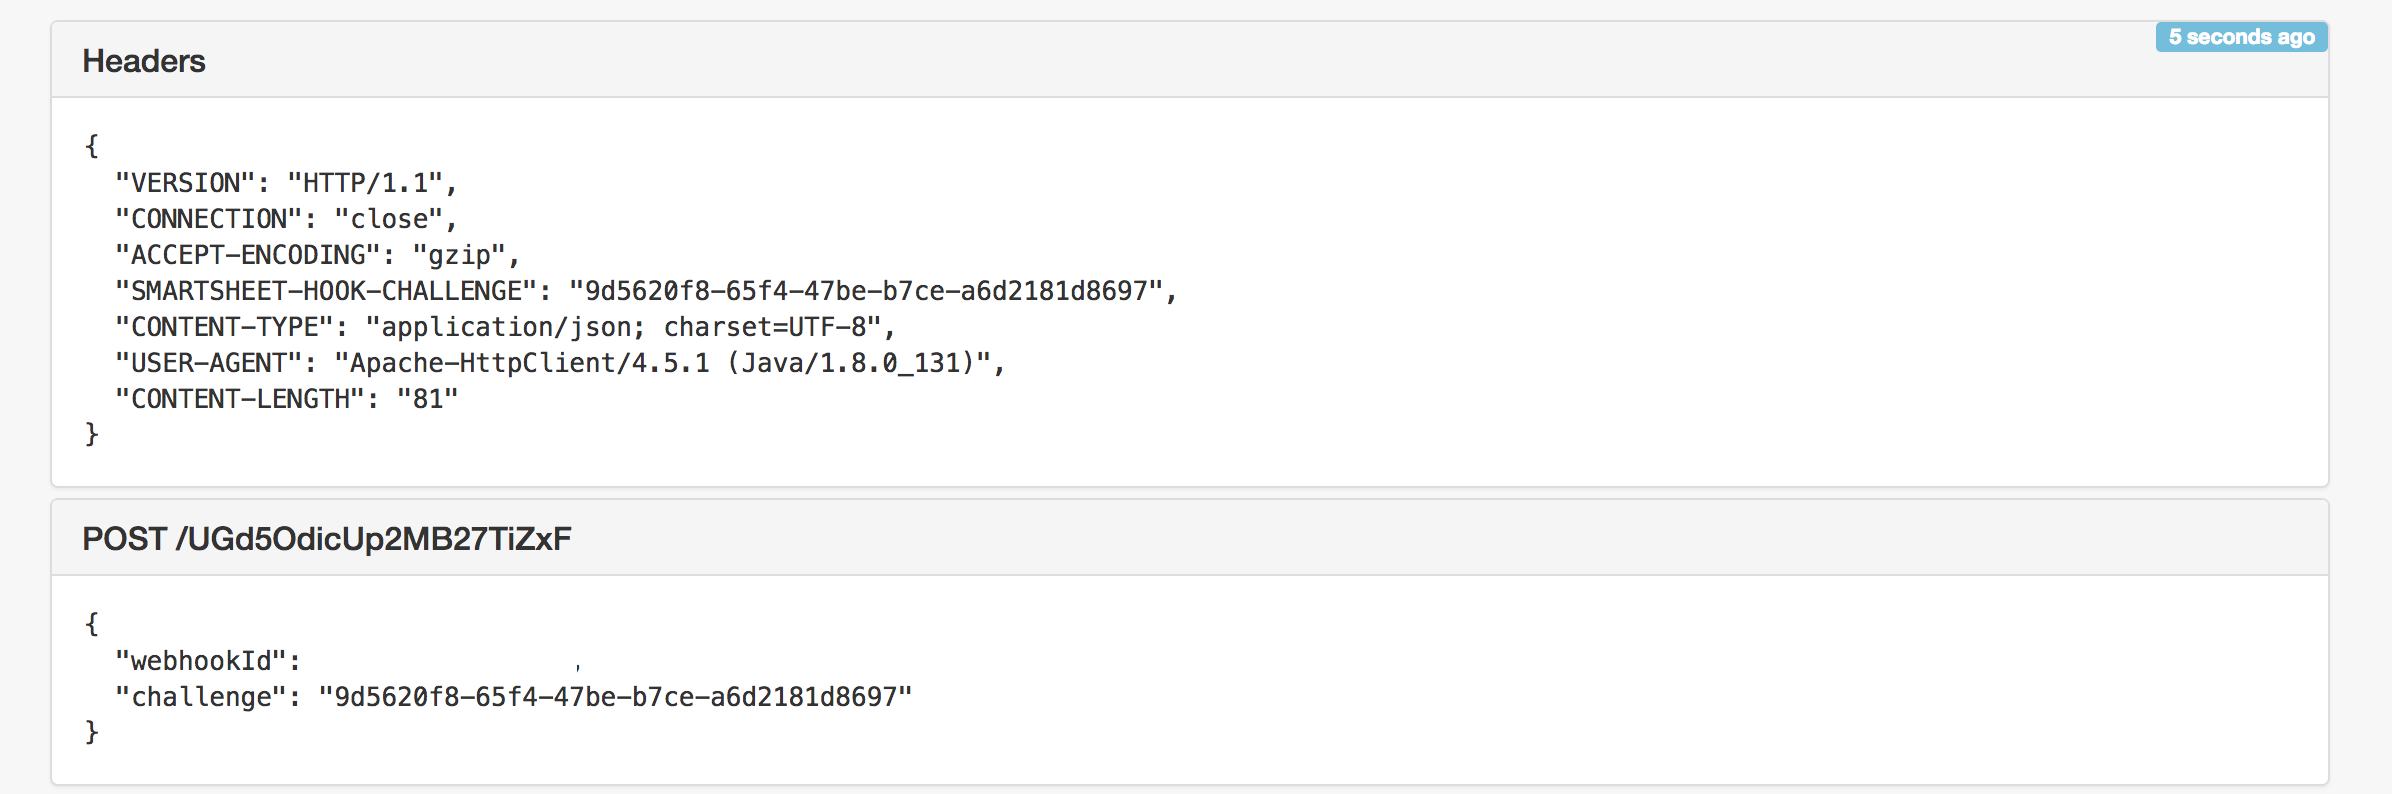 5 seconds ago
Headers
{
"VERSION": "HTTP/1.1",
"CONNECTION": "close",
"ACCEPT-ENCODING": "gzip",
"SMARTSHEET-HOOK-CHALLENGE": "9d5620f8-65f4-47be-b7ce-a6d2181d8697",
"CONTENT-TYPE": "application/json; charset=UTF-8",
"USER-AGENT": "Apache-HttpClient/4.5.1 (Java/1.8.0_131)",
"CONTENT-LENGTH": "81"
}
POST /UGd5OdicUp2MB27TiZxF
{
"webhookId": ,
"challenge": "9d5620f8-65f4-47be-b7ce-a6d2181d8697"
}